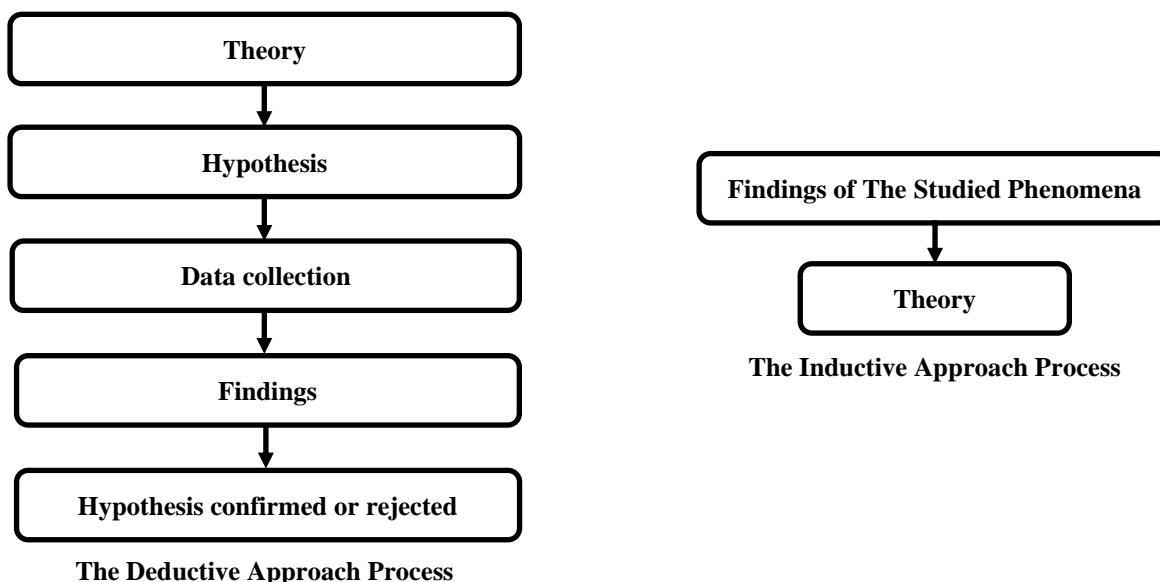 Theory
Hypothesis
Data collection
Findings
Hypothesis confirmed or rejected
The Deductive Approach Process
Findings of The Studied Phenomena
Theory
The Inductive Approach Process